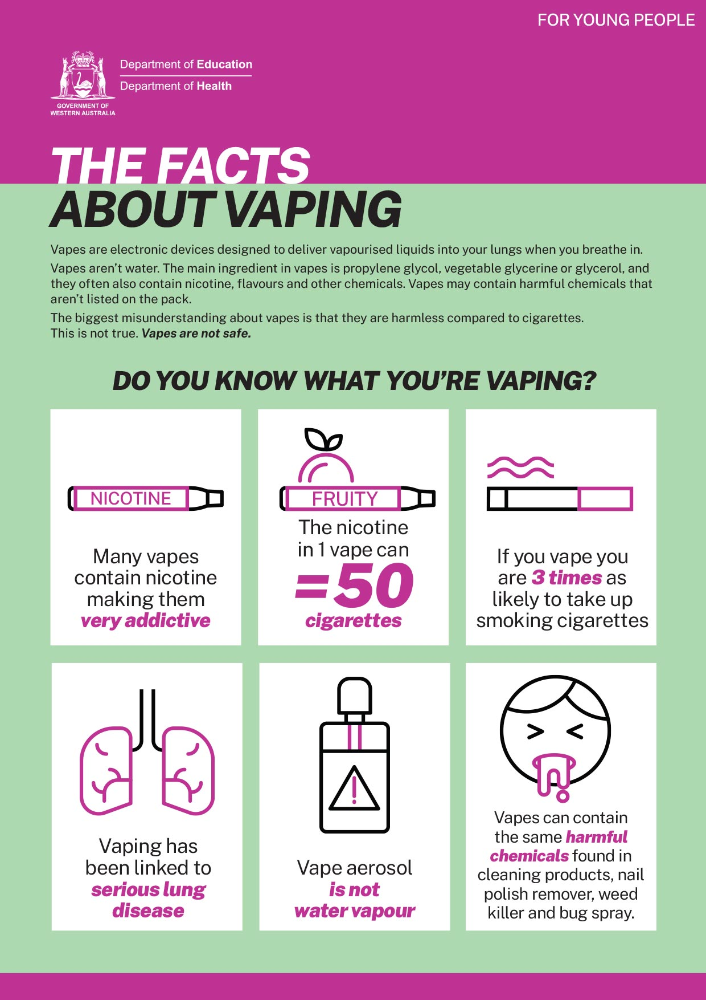 FOR YOUNG PEOPLE
Department of Education
Department of Health
GOVERNMENT OF
WESTERN AUSTRALIA
THE FACTS
ABOUT VAPING
Vapes are electronic devices designed to deliver vapourised liquids into your lungs when you breathe in.
Vapes aren’t water. The main ingredient in vapes is propylene glycol, vegetable glycerine or glycerol, and
they often also contain nicotine, flavours and other chemicals. Vapes may contain harmful chemicals that
aren’t listed on the pack.
The biggest misunderstanding about vapes is that they are harmless compared to cigarettes.
This is not true. Vapes are not safe.
DO YOU KNOW WHAT YOU’RE VAPING?
NICOTINE
Many vapes
contain nicotine
making them
very addictive
FRUITY
The nicotine
in 1 vape can
=50
cigarettes
If you vape you
are 3 times as
likely to take up
smoking cigarettes
Vaping has
been linked to
serious lung
disease
!
Vape aerosol
is not
water vapour
Vapes can contain
the same harmful
chemicals found in
cleaning products, nail
polish remover, weed
killer and bug spray.